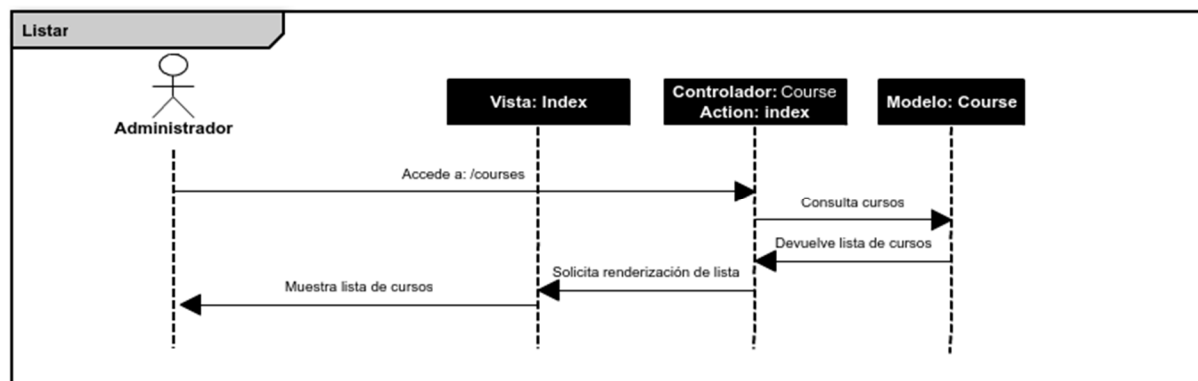 Listar
Administrador
Vista: Index
Controlador: Course
Action: index
Modelo: Course
Accede a: /courses
Consulta cursos
Devuelve lista de cursos
Solicita renderización de lista
Muestra lista de cursos